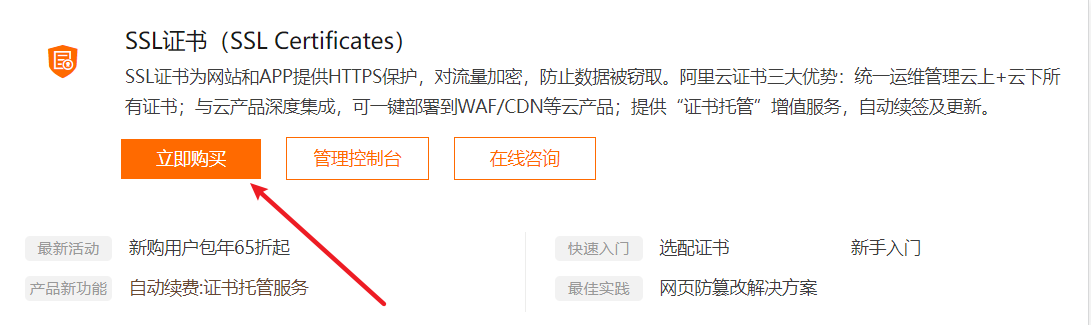 SSL证书（SSL Certificates）
SSL证书为网站和APP提供HTTPS保护，对流量加密，防止数据被窃取。阿里云证书三大优势：统一运维管理云上+云下所
有证书；与云产品深度集成，可一键部署到WAF/CDN等云产品；提供“证书托管”增值服务，自动续签及更新。
立即购买 管理控制台 在线咨询
最新活动 新购用户包年65折起 快速入门 选配证书 新手入门
产品新功能 自动续费:证书托管服务 最佳实践 网页防篡改解决方案